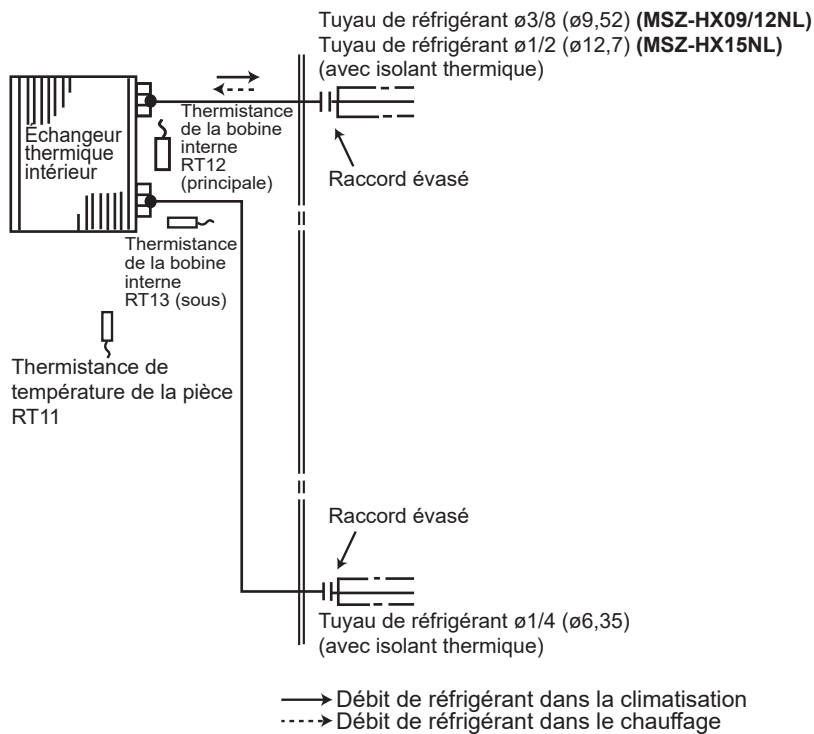 Tuyau de réfrigérant ø3/8 (ø9,52) (MSZ-HX09/12NL)
Tuyau de réfrigérant ø1/2 (ø12,7) (MSZ-HX15NL)
(avec isolant thermique)
Échangeur
thermique
intérieur
Thermistance
de la bobine
interne
RT12
(principale)
Raccord évasé
Thermistance
de la bobine
interne
RT13 (sous)
Thermistance de
température de la pièce
RT11
Raccord évasé
Tuyau de réfrigérant ø1/4 (ø6,35)
(avec isolant thermique)
Débit de réfrigérant dans la climatisation
Débit de réfrigérant dans le chauffage